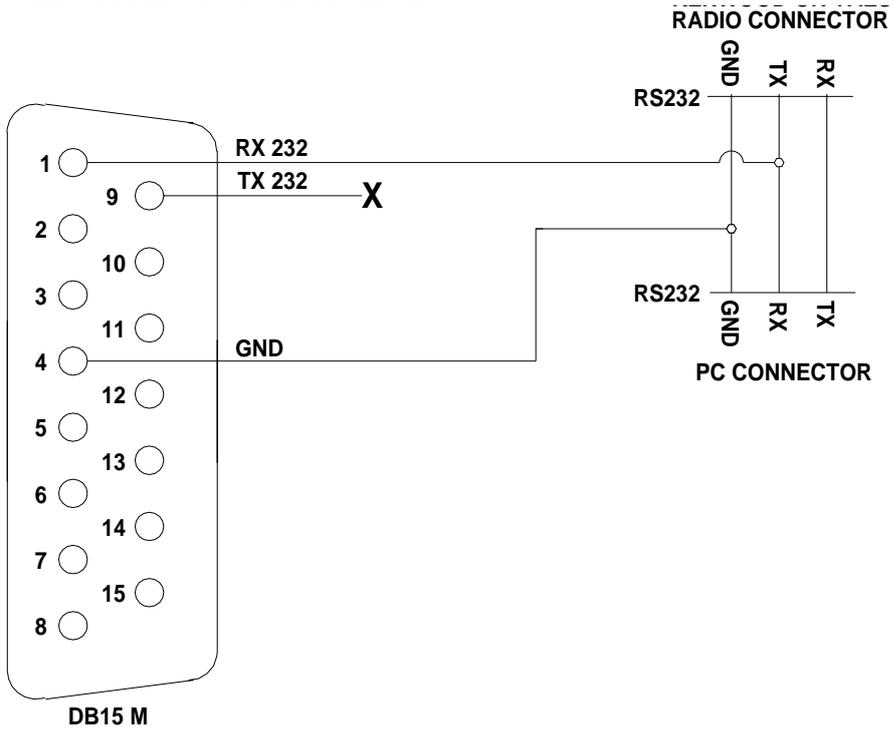 RADIO CONNECTOR
GND TX RX
RS232
1
RX 232
9
TX 232
X
2
10
3
RS232
11
GND RX TX
4
GND
PC CONNECTOR
12
5
13
6
14
7
15
8
DB15 M